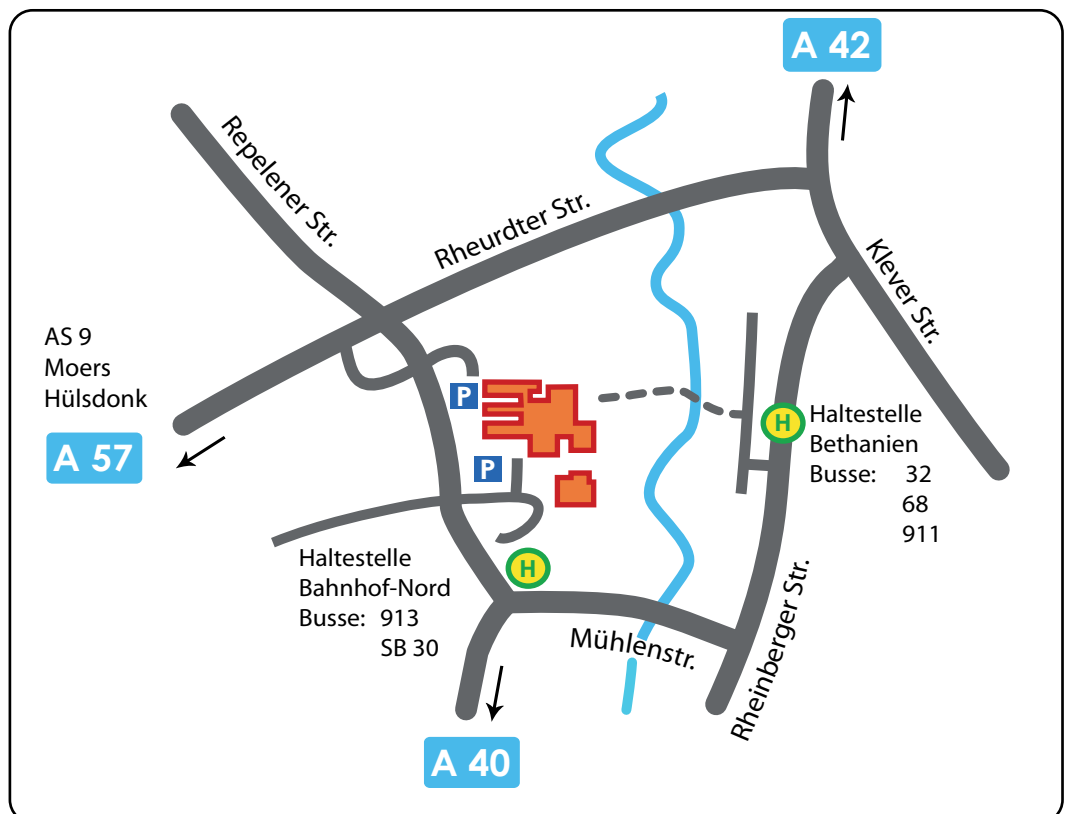 A 42
Repelener Str.
Rheurdter Str.
Klever Str.
AS 9
Moers
Hülsdonk
A 57
P
P
H
Haltestelle
Bethanien
Busse: 32
68
911
Haltestelle
Bahnhof-Nord
Busse: 913
SB 30
H
Mühlenstr.
Rheinberger Str.
A 40